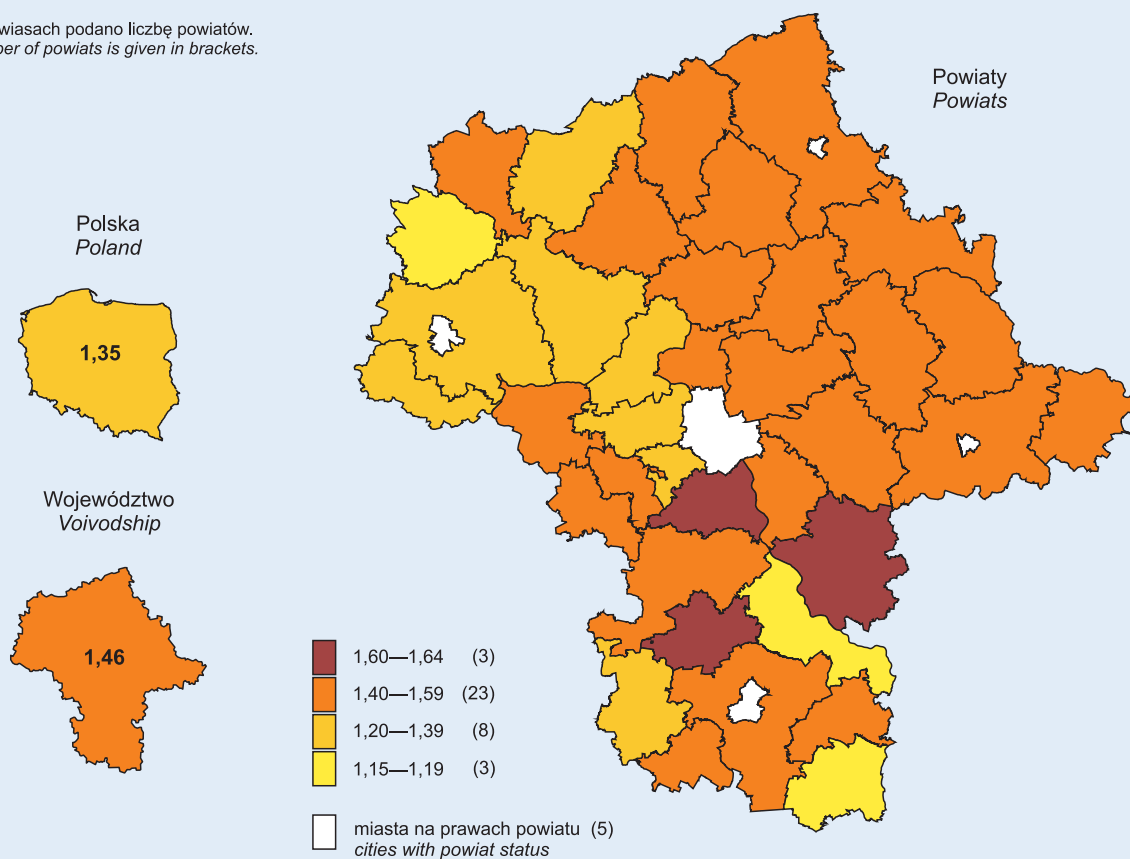 wiasach podano liczbę powiatów.
ber of powiats is given in brackets.
Powiaty
Powiats
Polska
Poland
1,35
Województwo
Voivodship
1,46
1,60—1,64 (3)
1,40—1,59 (23)
1,20—1,39 (8)
1,15—1,19 (3)
miasta na prawach powiatu (5)
cities with powiat status